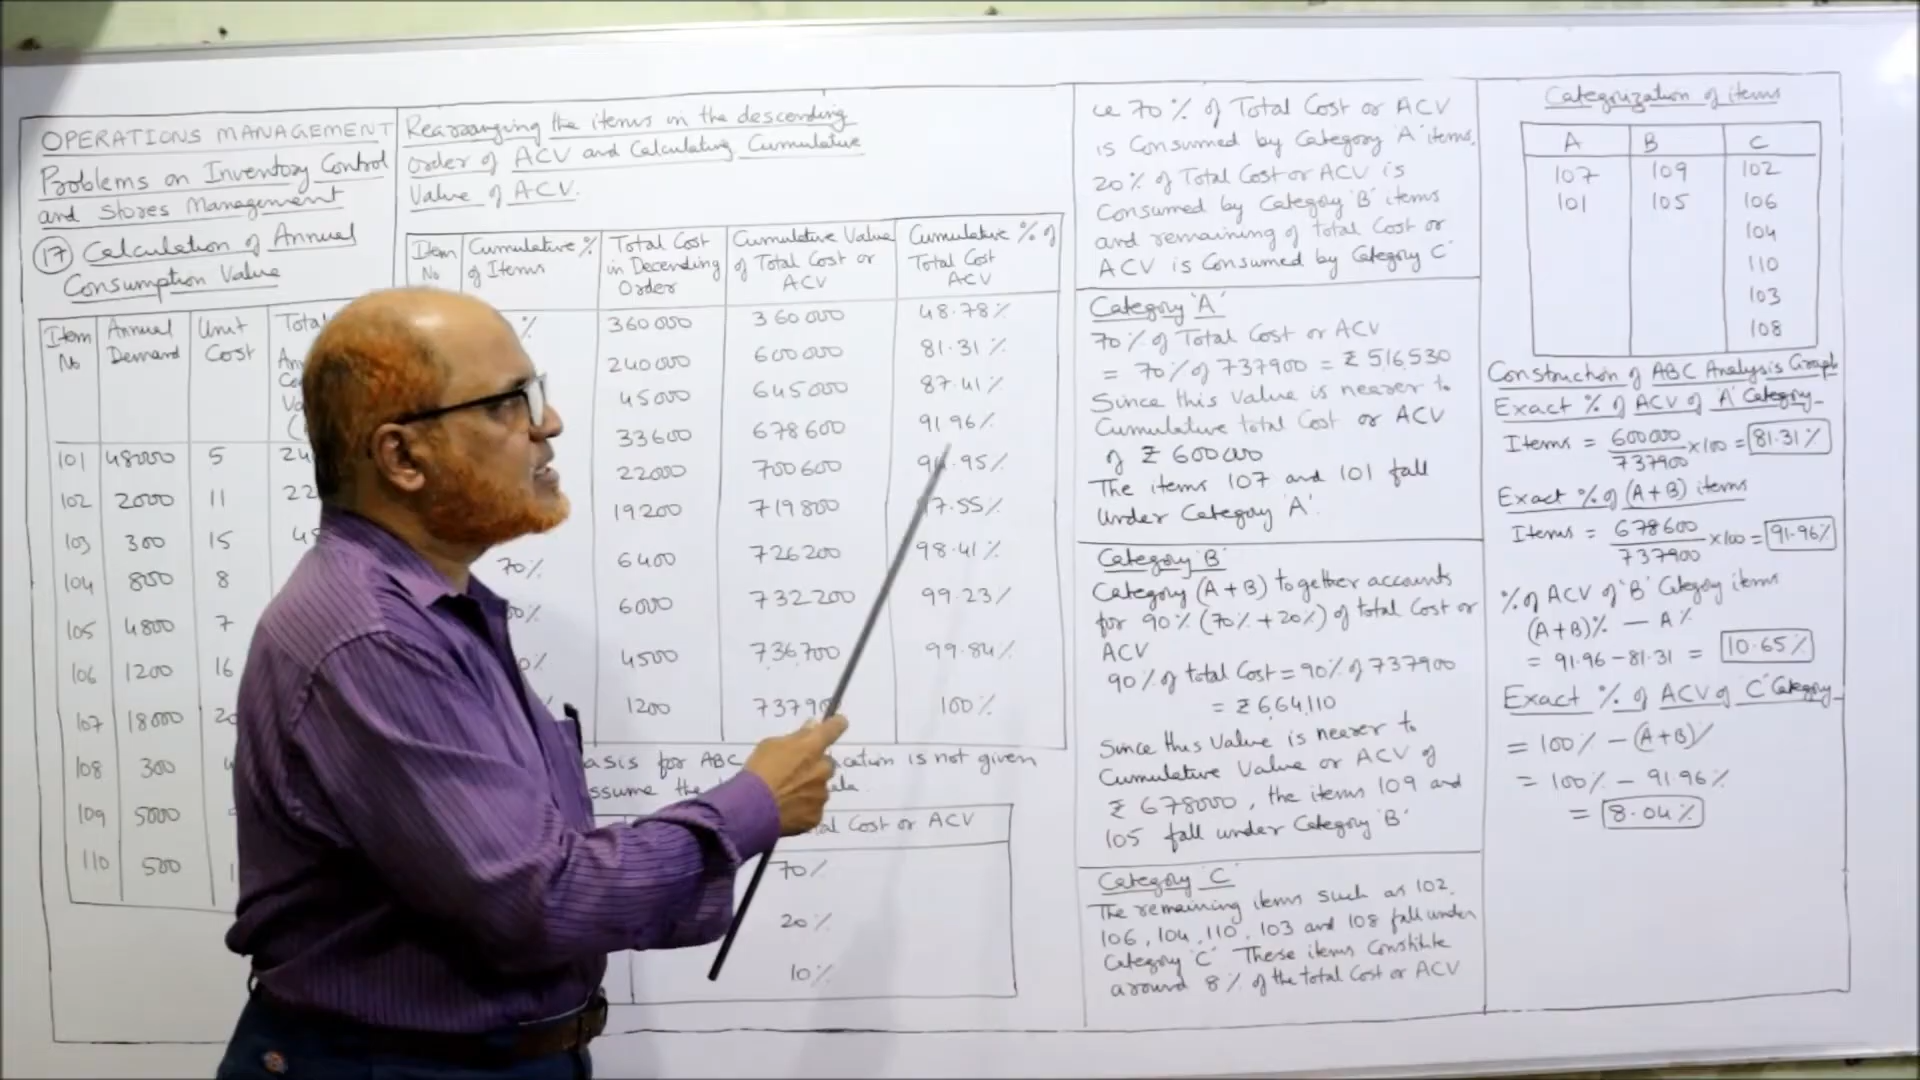 OPERATIONS MANAGEMENT
Problems on Inventory Control
and Stores Management
17 Calculation of Annual
Consumption Value
Item No Annual Demand Unit Cost Total
101 48000 5
102 2000 11
103 300 15
104 800 8
105 4800 7
106 1200 16
107 18000
108 300
109 5000
110 500
Rearranging the items in the descending
order of ACV and Calculating Cumulative
Value of ACV.
Item No Cumulative % of Items Total Cost in Decending Order Cumulative Value of Total Cost or ACV Cumulative % of Total Cost ACV
360000 360000 48.78%
240000 600000 81.31%
45000 645000 87.41%
33600 678600 91.96%
22000 700600
19200 719800
70% 6400 726200 98.41%
6000 732200 99.23%
4500 736700 99.84%
1200 100%
for ABC is not given
the
Cost or ACV
70%
20%
10%
i.e 70% of Total Cost or ACV
is Consumed by Category 'A' items.
20% of Total Cost or ACV is
Consumed by Category 'B' items
and remaining of total Cost or
ACV is Consumed by Category 'C'
Category 'A'
70% of Total Cost or ACV
= 70% of 737900 = ₹ 516,530
Since this Value is nearer to
Cumulative total Cost or ACV
of ₹ 600000
The items 107 and 101 fall
under Category 'A'.
Category 'B'
Category (A+B) together accounts
for 90% (70%+20%) of total Cost or
ACV
90% of total Cost = 90% of 737900
= ₹ 6,64,110
Since this Value is nearer to
Cumulative Value or ACV of
₹ 678000, the items 109 and
105 fall under Category 'B'
Category 'C'
The remaining items such as 102,
106, 104, 110, 103 and 108 fall under
Category 'C' These items Constitute
around 8% of the total Cost or ACV
Categorization of items
A B C
107 109 102
101 105 106
104
110
103
108
Construction of ABC Analysis Graph
Exact % of ACV of 'A' Category
Items = 600000/737900 ×100 = 81.31%
Exact % of (A+B) items
Items = 678600/737900 ×100 = 91.96%
% of ACV of 'B' Category items
(A+B)% - A%
= 91.96-81.31 = 10.65%
Exact % of ACV of 'C' Category
= 100% - (A+B)%
= 100% - 91.96%
= 8.04%